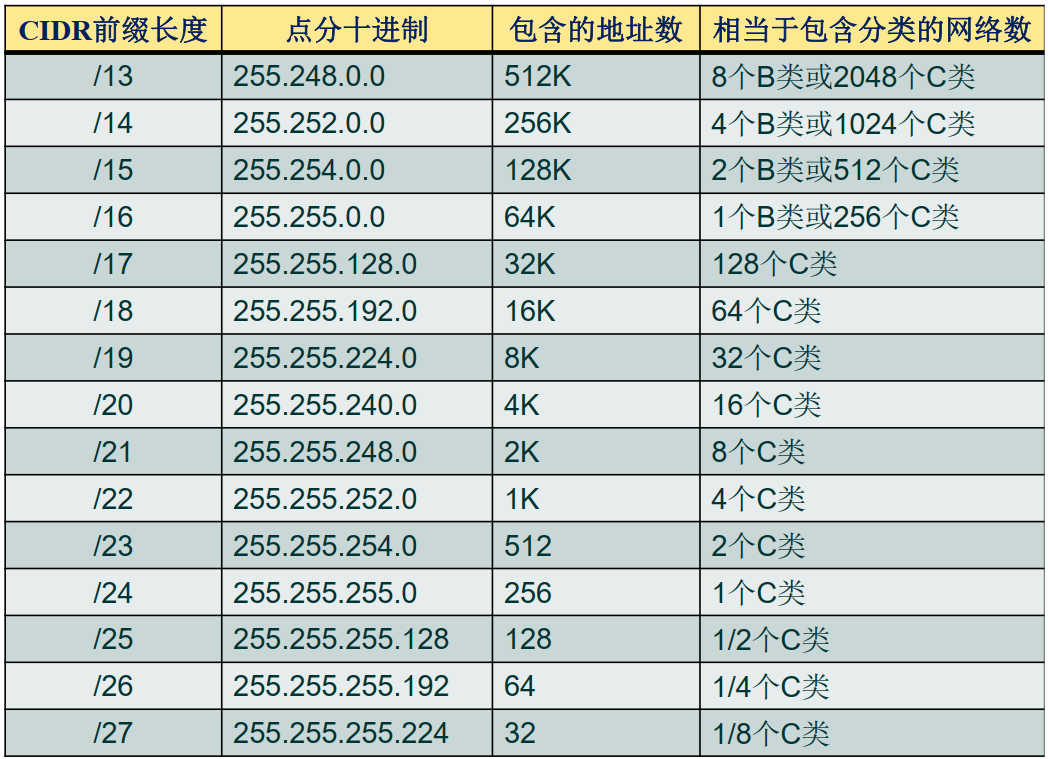 CIDR前缀长度 点分十进制 包含的地址数 相当于包含分类的网络数
/13 255.248.0.0 512K 8个B类或2048个C类
/14 255.252.0.0 256K 4个B类或1024个C类
/15 255.254.0.0 128K 2个B类或512个C类
/16 255.255.0.0 64K 1个B类或256个C类
/17 255.255.128.0 32K 128个C类
/18 255.255.192.0 16K 64个C类
/19 255.255.224.0 8K 32个C类
/20 255.255.240.0 4K 16个C类
/21 255.255.248.0 2K 8个C类
/22 255.255.252.0 1K 4个C类
/23 255.255.254.0 512 2个C类
/24 255.255.255.0 256 1个C类
/25 255.255.255.128 128 1/2个C类
/26 255.255.255.192 64 1/4个C类
/27 255.255.255.224 32 1/8个C类